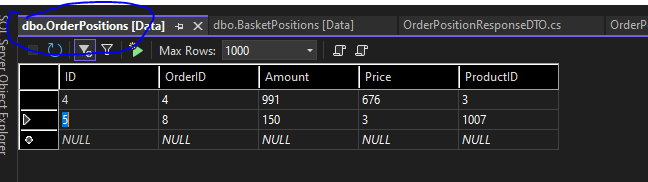 dbo.OrderPositions [Data] dbo.BasketPositions [Data] OrderPositionResponseDTO.cs OrderP
Max Rows: 1000
SQL Server Object Explorer
ID OrderID Amount Price ProductID
4 4 991 676 3
5 8 150 3 1007
NULL NULL NULL NULL NULL